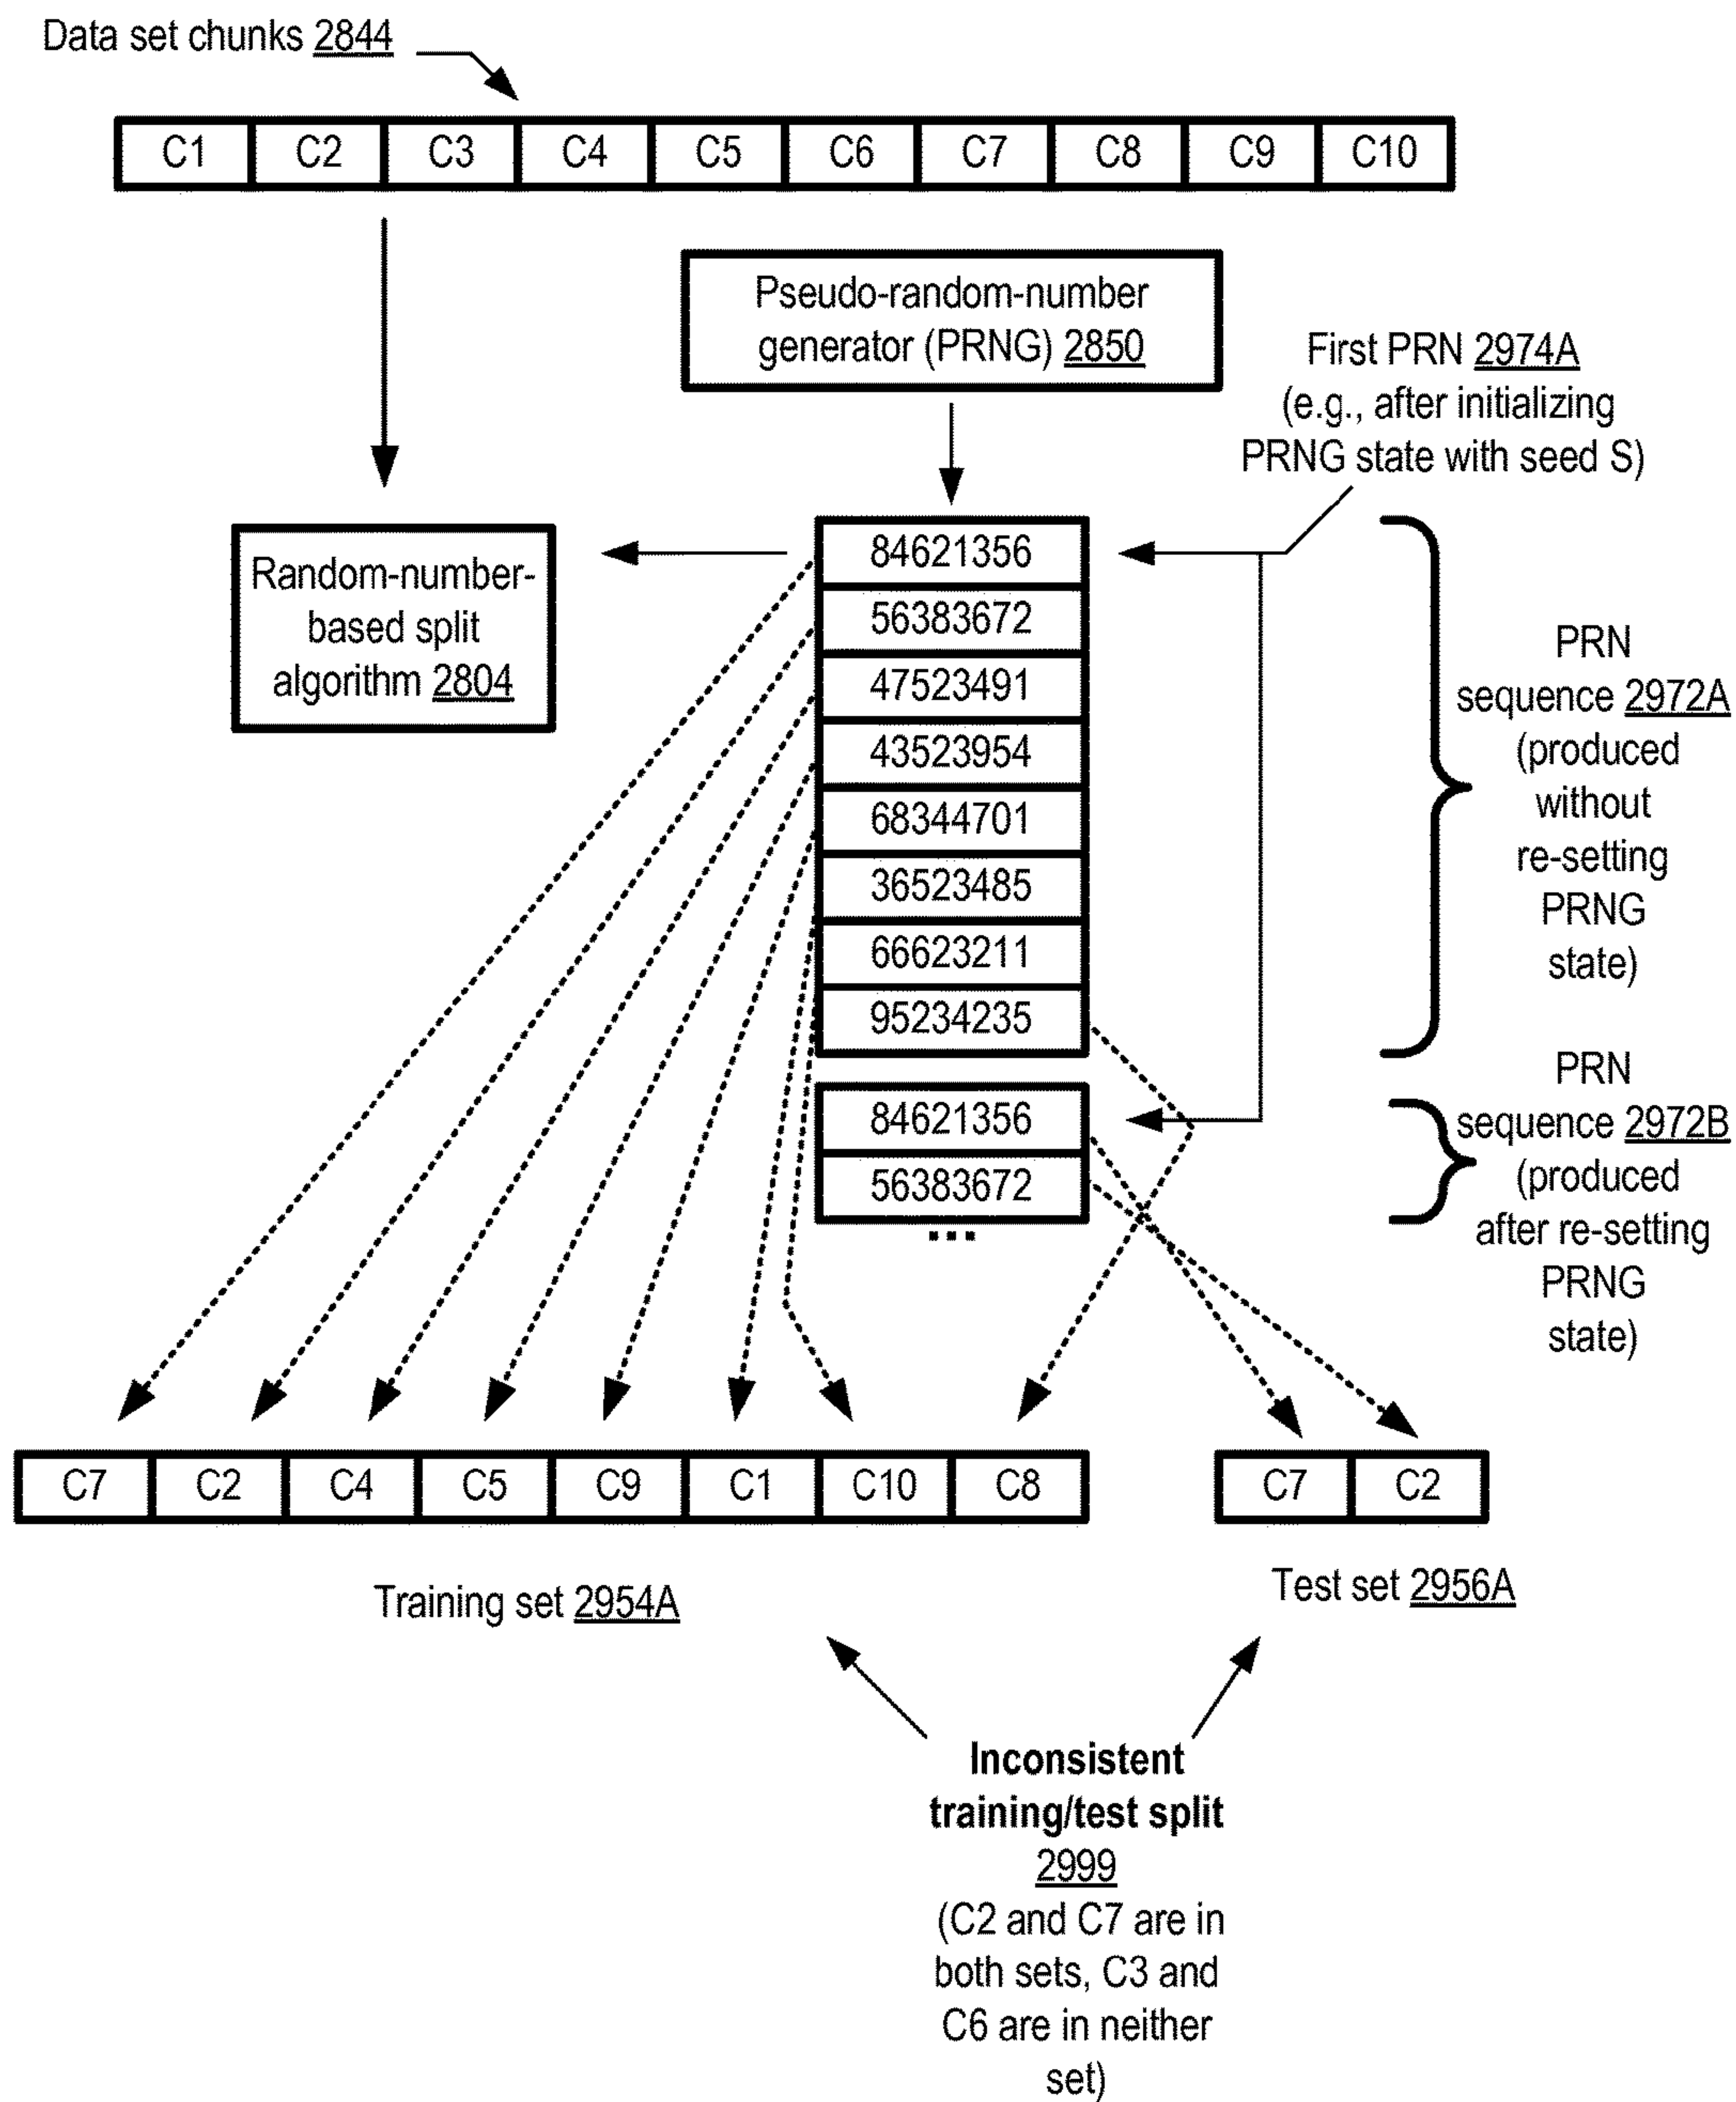 Data set chunks 2844
C1 C2 C3 C4 C5 C6 C7 C8 C9 C10
Pseudo-random-number
generator (PRNG) 2850
First PRN 2974A
(e.g., after initializing
PRNG state with seed S)
Random-number-
based split
algorithm 2804
84621356
56383672
47523491
43523954
68344701
36523485
66623211
95234235
PRN
sequence 2972A
(produced
without
re-setting
PRNG
state)
84621356
56383672
...
PRN
sequence 2972B
(produced
after re-setting
PRNG
state)
C7 C2 C4 C5 C9 C1 C10 C8
C7 C2
Training set 2954A
Test set 2956A
Inconsistent
training/test split
2999
(C2 and C7 are in
both sets, C3 and
C6 are in neither
set)